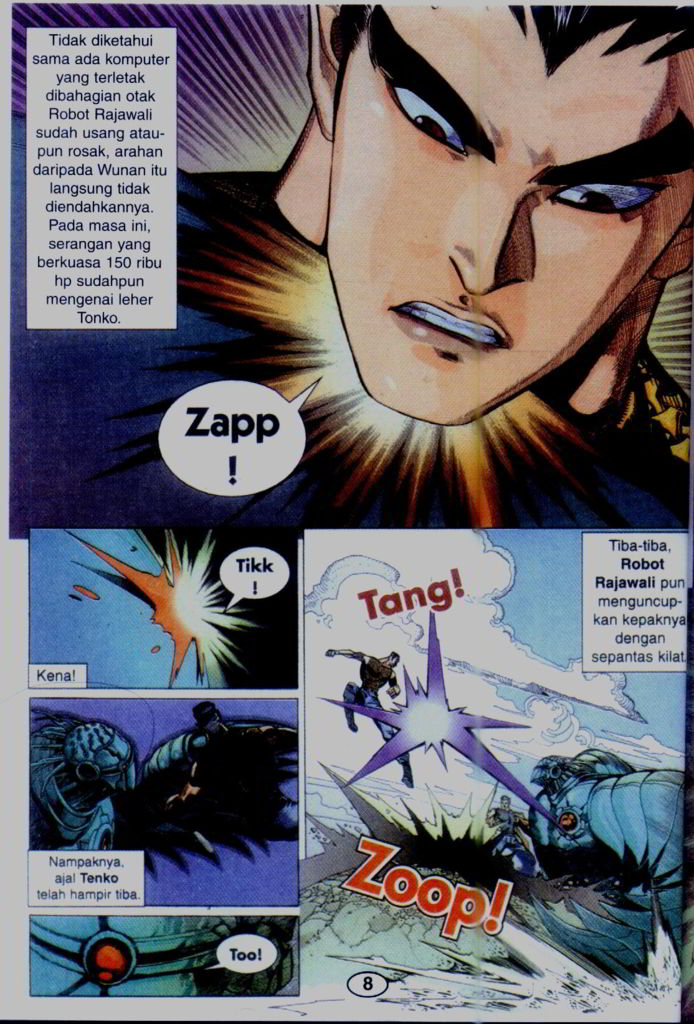 Tidak diketahui
sama ada komputer
yang terletak
dibahagian otak
Robot Rajawali
sudah usang atau-
pun rosak, arahan
daripada Wunan itu
langsung tidak
diendahkannya.
Pada masa ini,
serangan yang
berkuasa 150 ribu
hp sudahpun
mengenai leher
Tonko.
Zapp
!
Tikk
!
Kena!
Nampaknya,
ajal Tenko
telah hampir tiba.
Too!
Tiba-tiba,
Robot
Rajawali pun
menguncup-
kan kepaknya
dengan
sepantas kilat.
Tang!
Zoop!
8